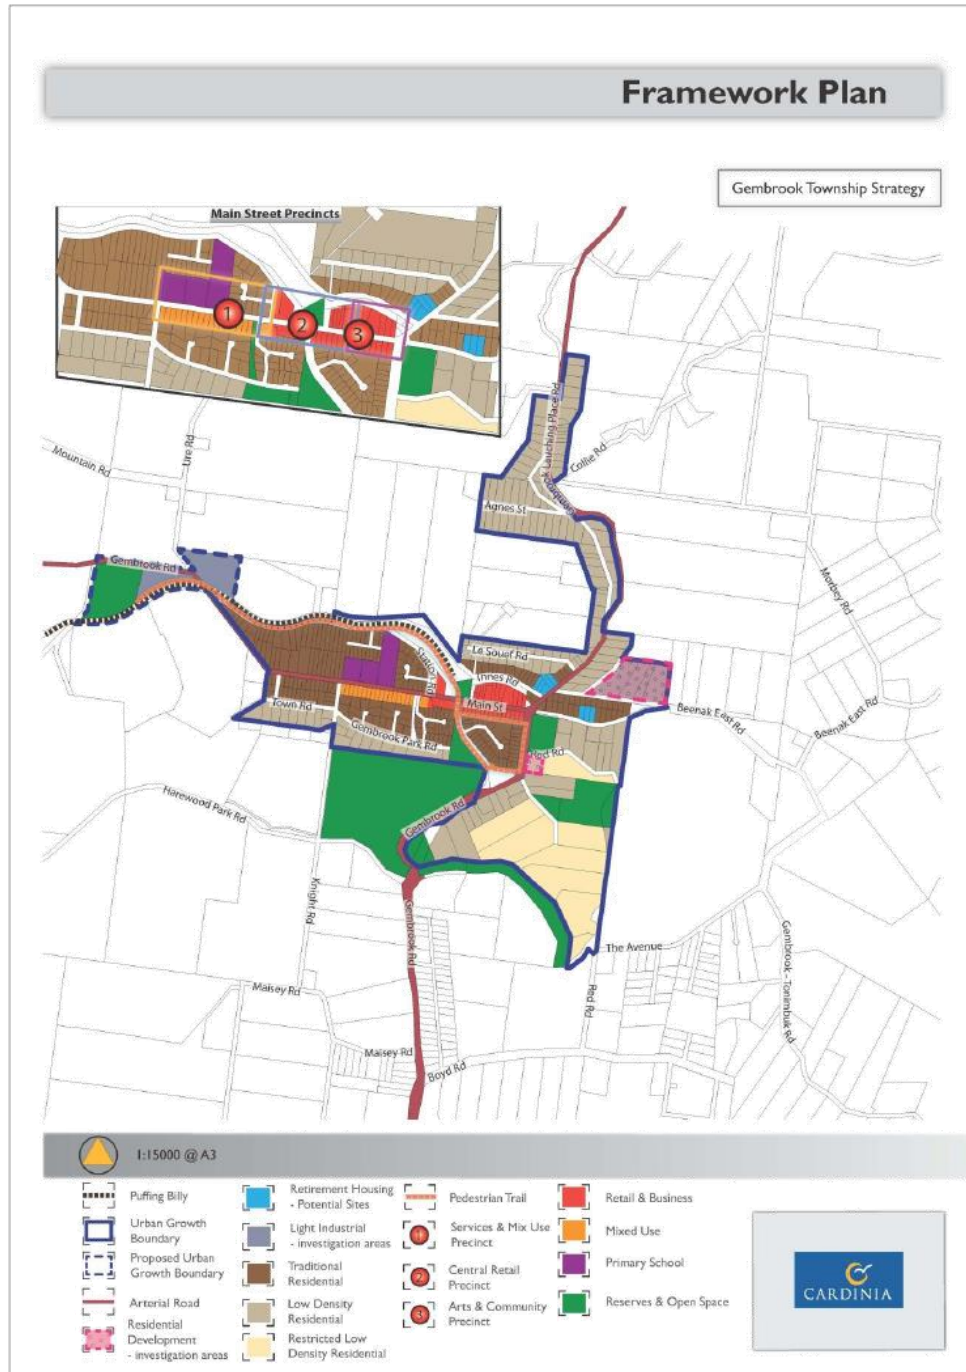 Framework Plan
Gembrook Township Strategy
Main Street Precincts
1
2
3
Ure Rd
Mountain Rd
Launching Place Rd
Collie Rd
Agnes St
Gembrook Rd
Morbey Rd
Le Souef Rd
Station Rd
Innes Rd
Main St
Town Rd
Gembrook Park Rd
Beenak East Rd
Beenak East Rd
Red Rd
Harewood Park Rd
Gembrook Rd
Knight Rd
Gembrook Rd
The Avenue
Gembrook - Tonimbuk Rd
Maisey Rd
Red Rd
Maisey Rd
Boyd Rd
1:15000 @ A3
Puffing Billy
Urban Growth
Boundary
Proposed Urban
Growth Boundary
Arterial Road
Residential
Development
- investigation areas
Retirement Housing
- Potential Sites
Light Industrial
- investigation areas
Traditional
Residential
Low Density
Residential
Restricted Low
Density Residential
Pedestrian Trail
Services & Mix Use
Precinct
Central Retail
Precinct
Arts & Community
Precinct
Retail & Business
Mixed Use
Primary School
Reserves & Open Space
CARDINIA